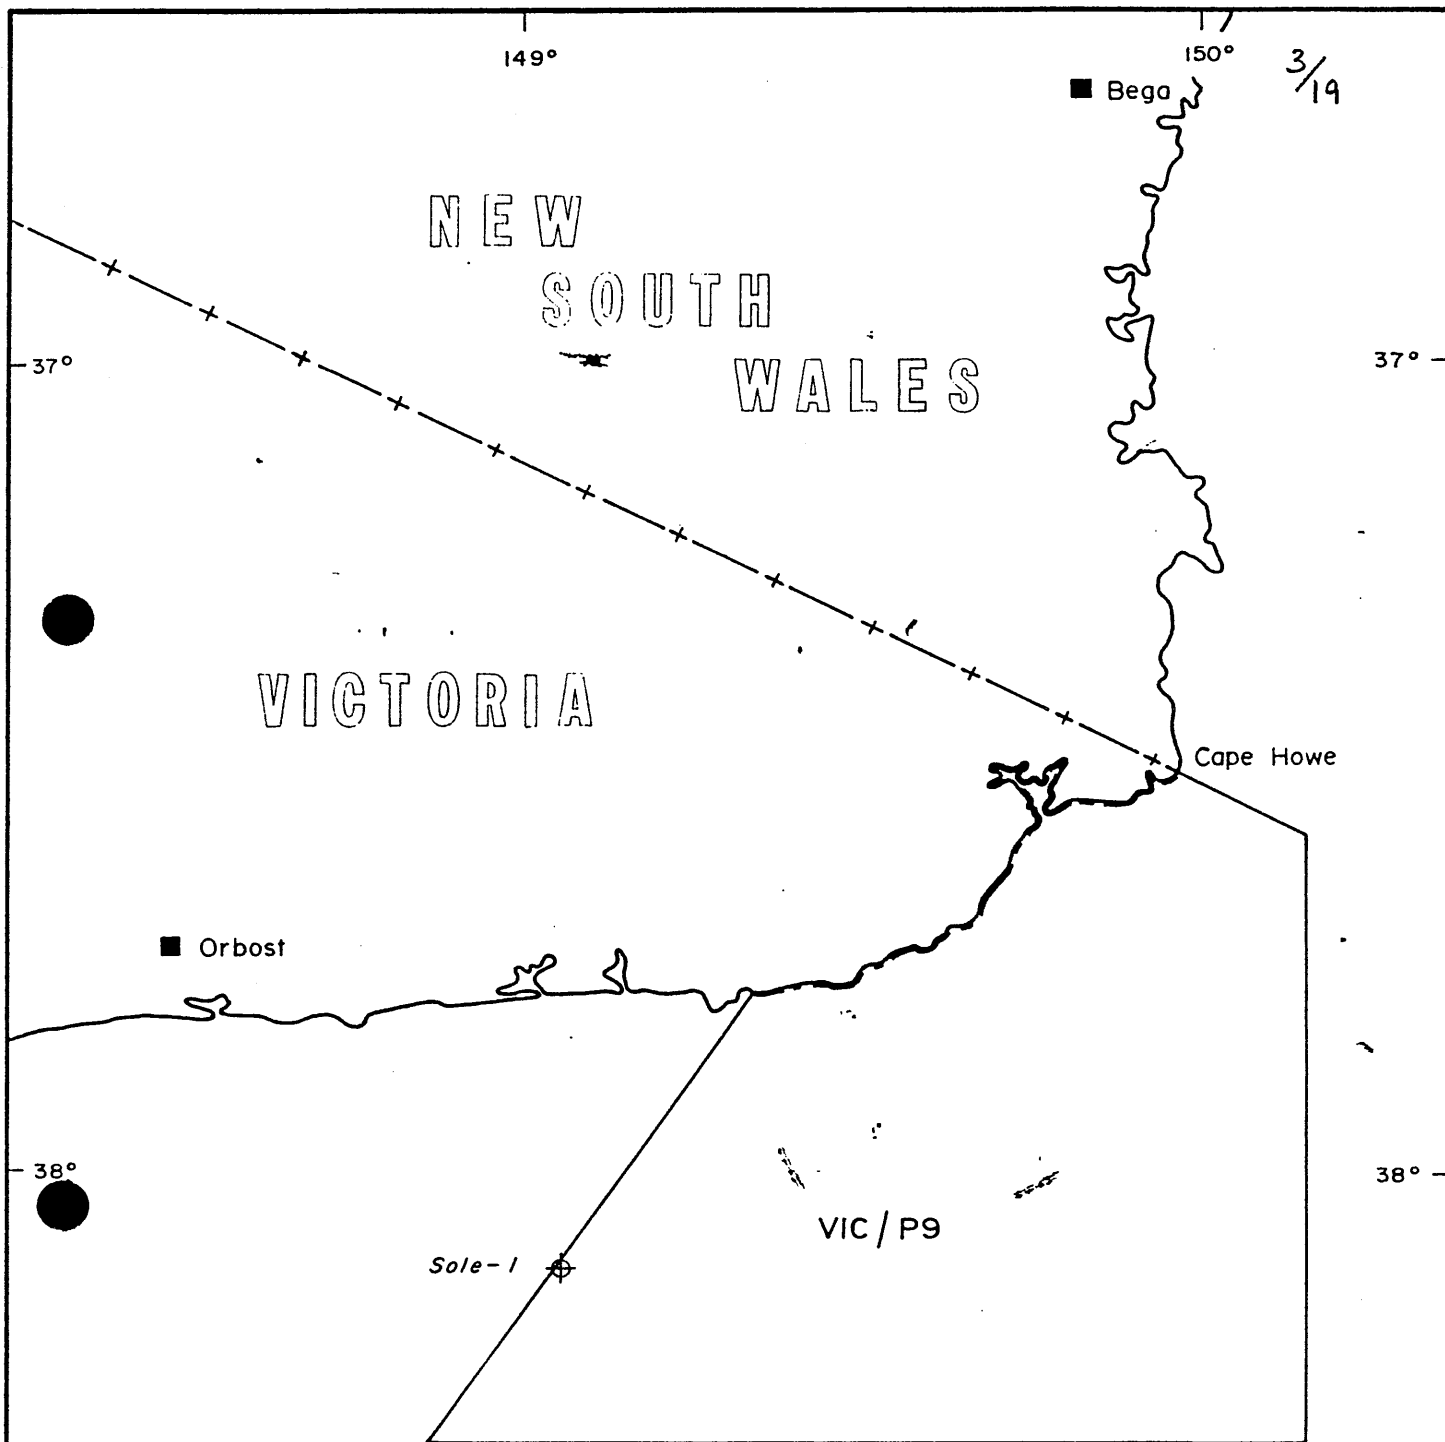 149°
150°
3/19
Bega
NEW
SOUTH
WALES
37°
37°
VICTORIA
Cape Howe
Orbost
38°
38°
VIC/P9
Sole-1